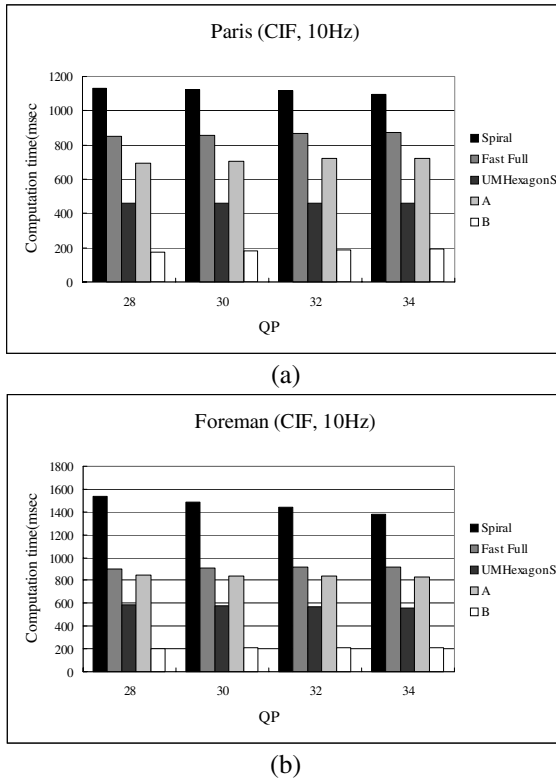 Paris (CIF, 10Hz)
Computation time(msec
1200
1000
800
600
400
200
0
28 30 32 34
QP
Spiral
Fast Full
UMHexagonS
A
B
(a)
Foreman (CIF, 10Hz)
Computation time(msec
1800
1600
1400
1200
1000
800
600
400
200
0
28 30 32 34
QP
Spiral
Fast Full
UMHexagonS
A
B
(b)